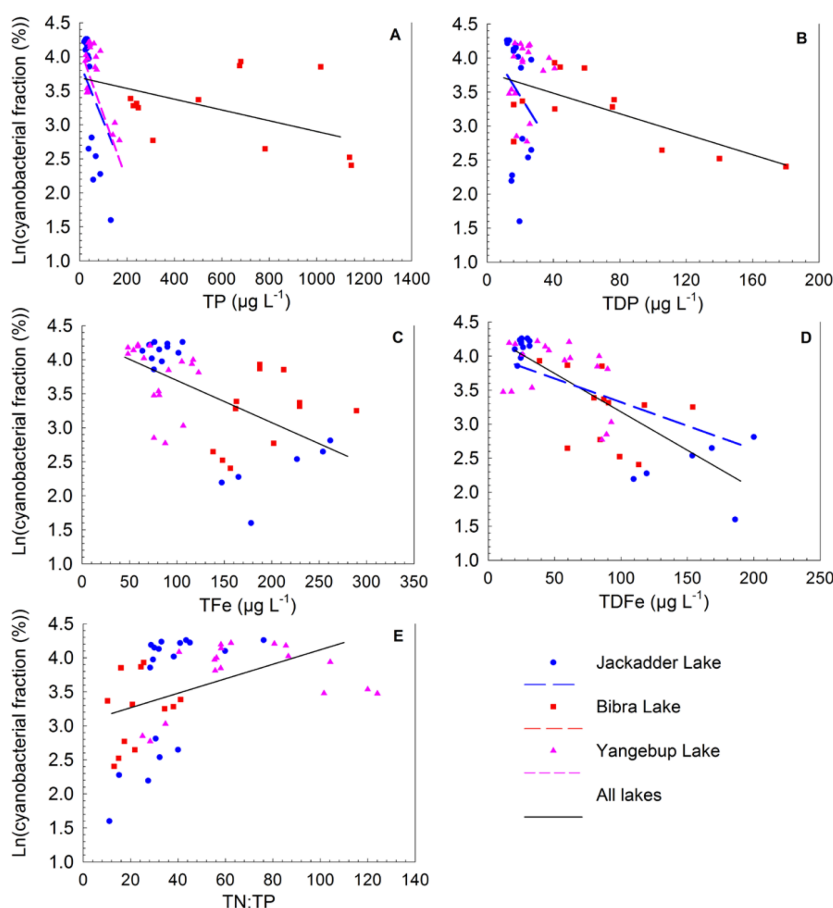 A
Ln(cyanobacterial fraction (%))
4.5
4.0
3.5
3.0
2.5
2.0
1.5
1.0
0 200 400 600 800 1000 1200 1400
TP (µg L⁻¹)
B
4.5
4.0
3.5
3.0
2.5
2.0
1.5
1.0
0 40 80 120 160 200
TDP (µg L⁻¹)
C
Ln(cyanobacterial fraction (%))
4.5
4.0
3.5
3.0
2.5
2.0
1.5
1.0
0 50 100 150 200 250 300 350
TFe (µg L⁻¹)
D
4.5
4.0
3.5
3.0
2.5
2.0
1.5
1.0
0 50 100 150 200 250
TDFe (µg L⁻¹)
E
Ln(cyanobacterial fraction (%))
4.5
4.0
3.5
3.0
2.5
2.0
1.5
1.0
0 20 40 60 80 100 120 140
TN:TP
Jackadder Lake
Bibra Lake
Yangebup Lake
All lakes